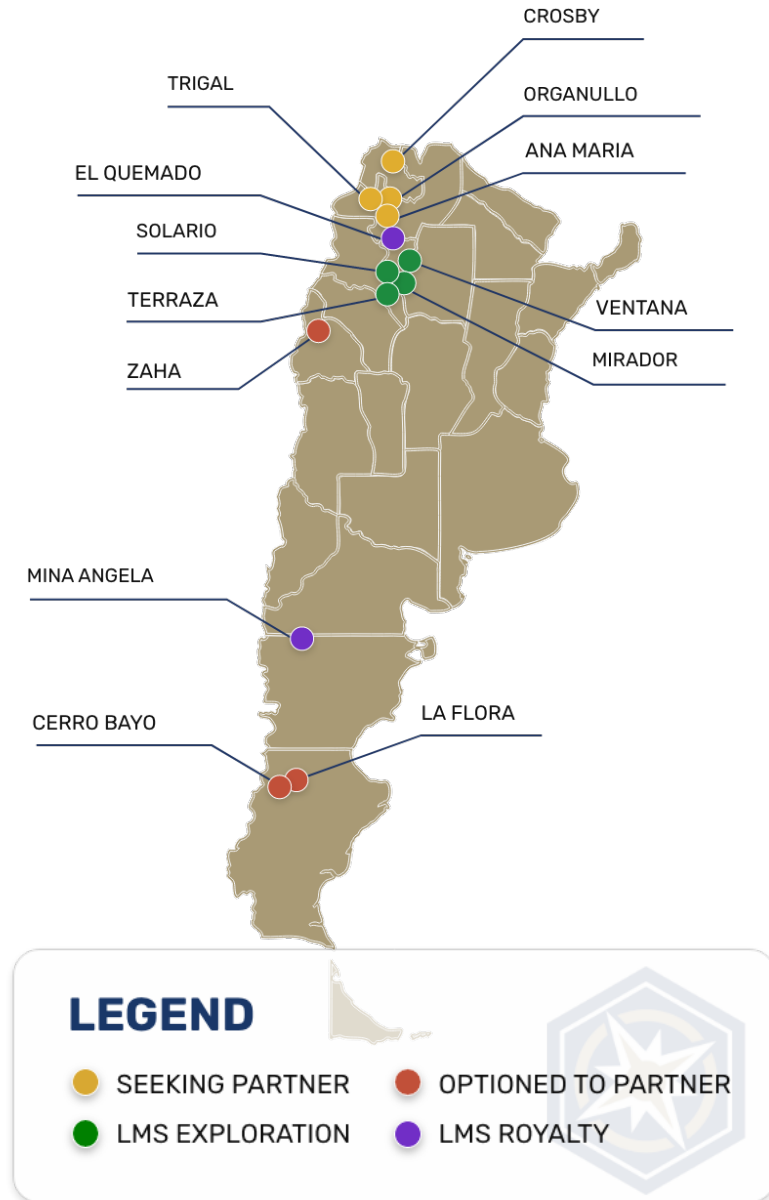 CROSBY
TRIGAL
ORGANULLO
ANA MARIA
EL QUEMADO
SOLARIO
TERRAZA
VENTANA
MIRADOR
ZAHA
MINA ANGELA
LA FLORA
CERRO BAYO
LEGEND
SEEKING PARTNER
OPTIONED TO PARTNER
LMS EXPLORATION
LMS ROYALTY